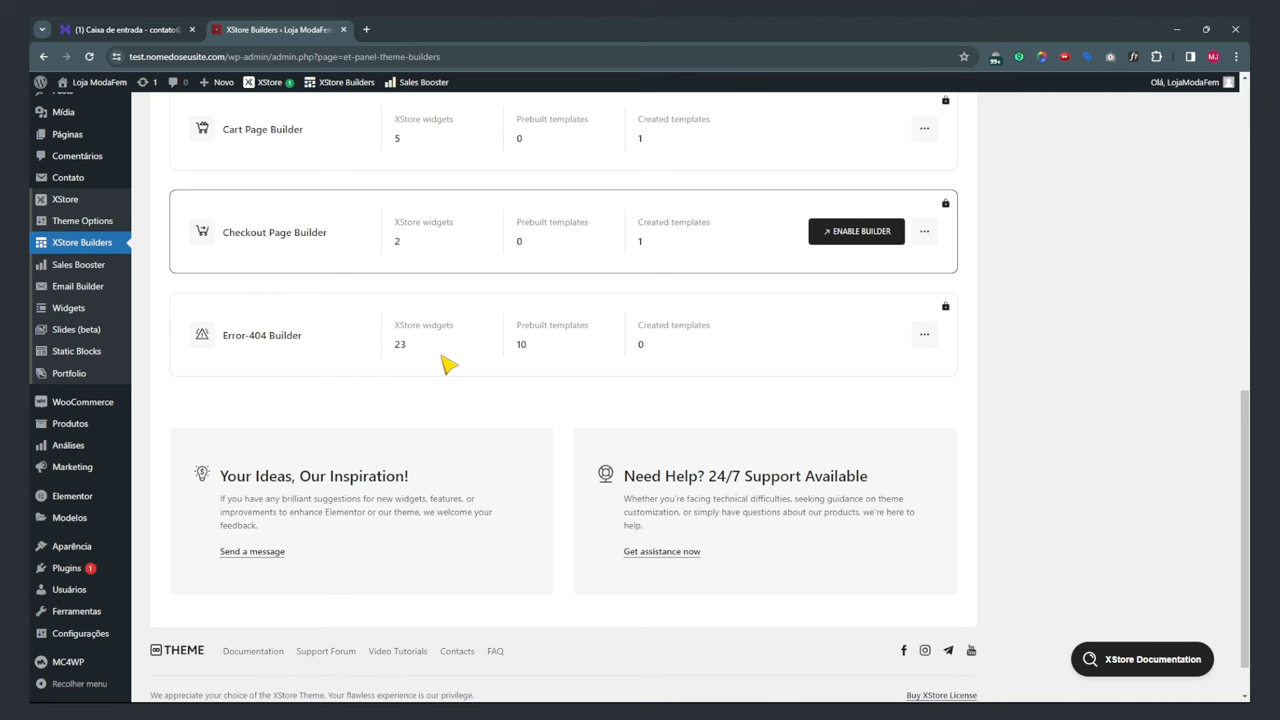 (1) Caixa de entrada - contato@
XStore Builders ‹ Loja ModaFem
test.nomedoseusite.com/wp-admin/admin.php?page=et-panel-theme-builders
99+
f?
MJ
Loja ModaFem
1
0
Novo
XStore 1
XStore Builders
Sales Booster
Olá, LojaModaFem
Mídia
Páginas
Comentários
Contato
XStore
Theme Options
XStore Builders
Sales Booster
Email Builder
Widgets
Slides (beta)
Static Blocks
Portfolio
WooCommerce
Produtos
Análises
Marketing
Elementor
Modelos
Aparência
Plugins 1
Usuários
Ferramentas
Configurações
MC4WP
Recolher menu
Cart Page Builder
XStore widgets
5
Prebuilt templates
0
Created templates
1
Checkout Page Builder
XStore widgets
2
Prebuilt templates
0
Created templates
1
ENABLE BUILDER
Error-404 Builder
XStore widgets
23
Prebuilt templates
10
Created templates
0
Your Ideas, Our Inspiration!
If you have any brilliant suggestions for new widgets, features, or
improvements to enhance Elementor or our theme, we welcome your
feedback.
Send a message
Need Help? 24/7 Support Available
Whether you're facing technical difficulties, seeking guidance on theme
customization, or simply have questions about our products, we're here to
help.
Get assistance now
THEME
Documentation
Support Forum
Video Tutorials
Contacts
FAQ
XStore Documentation
We appreciate your choice of the XStore Theme. Your flawless experience is our privilege.
Buy XStore License